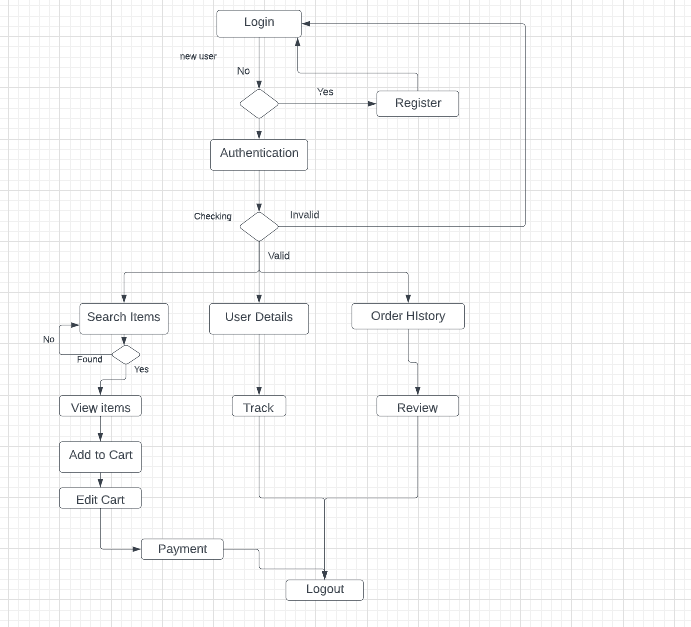 Login
new user
No
Yes
Register
Authentication
Checking
Invalid
Valid
Search Items
User Details
Order HIstory
No
Found
Yes
View items
Track
Review
Add to Cart
Edit Cart
Payment
Logout